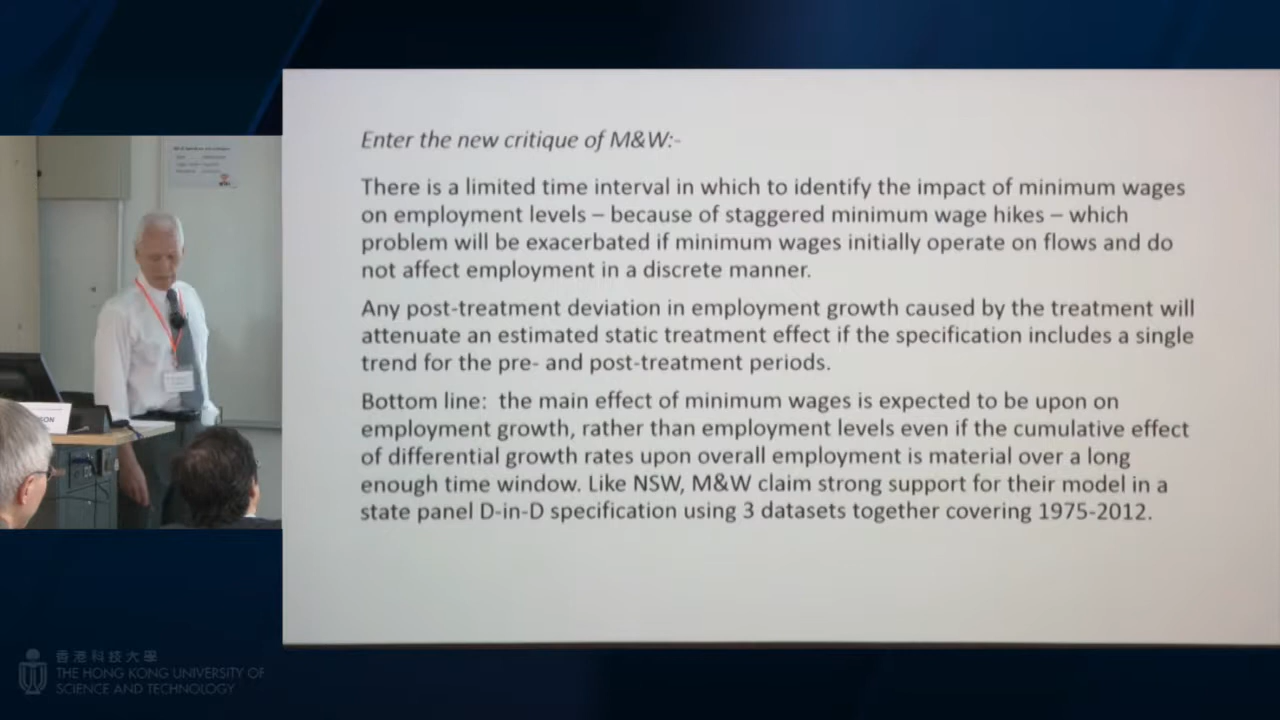 Enter the new critique of M&W:-
There is a limited time interval in which to identify the impact of minimum wages
on employment levels – because of staggered minimum wage hikes – which
problem will be exacerbated if minimum wages initially operate on flows and do
not affect employment in a discrete manner.
Any post-treatment deviation in employment growth caused by the treatment will
attenuate an estimated static treatment effect if the specification includes a single
trend for the pre- and post-treatment periods.
Bottom line: the main effect of minimum wages is expected to be upon on
employment growth, rather than employment levels even if the cumulative effect
of differential growth rates upon overall employment is material over a long
enough time window. Like NSW, M&W claim strong support for their model in a
state panel D-in-D specification using 3 datasets together covering 1975-2012.
香港科技大學
THE HONG KONG UNIVERSITY OF
SCIENCE AND TECHNOLOGY